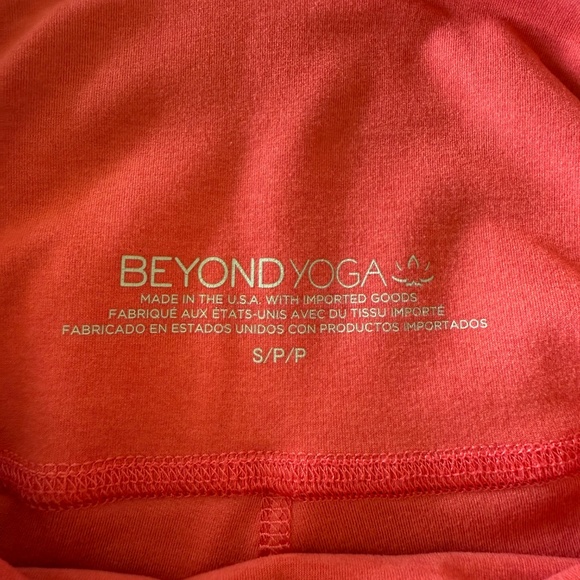 BEYOND YOGA
MADE IN THE U.S.A. WITH IMPORTED GOODS
FABRIQUÉ AUX ÉTATS-UNIS AVEC DU TISSU IMPORTÉ
FABRICADO EN ESTADOS UNIDOS CON PRODUCTOS IMPORTADOS
S/P/P